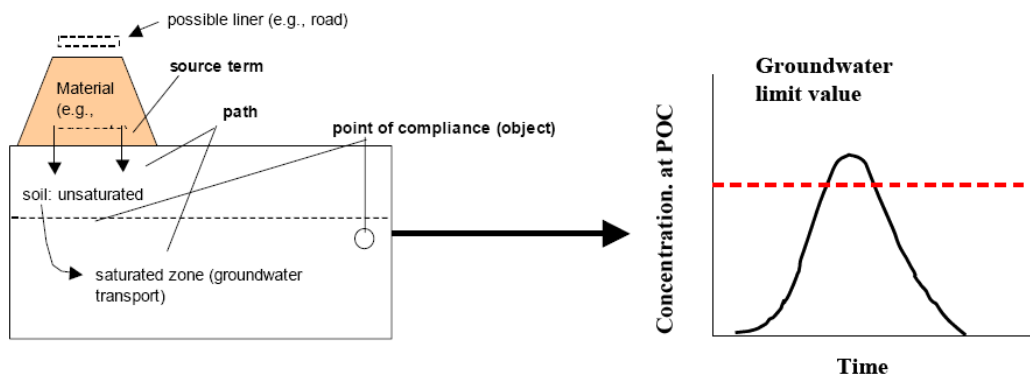 possible liner (e.g., road)
source term
Material
(e.g.,
path
point of compliance (object)
soil: unsaturated
saturated zone (groundwater
transport)
Groundwater
limit value
Concentration. at POC
Time